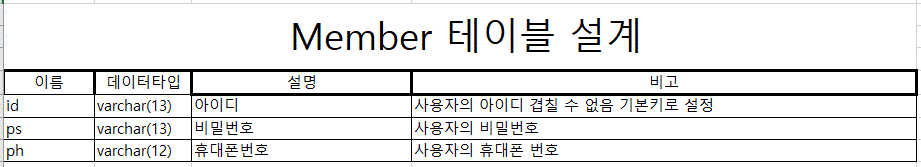 Member 테이블 설계
이름 데이터타입 설명 비고
id varchar(13) 아이디 사용자의 아이디 겹칠 수 없음 기본키로 설정
ps varchar(13) 비밀번호 사용자의 비밀번호
ph varchar(12) 휴대폰번호 사용자의 휴대폰 번호